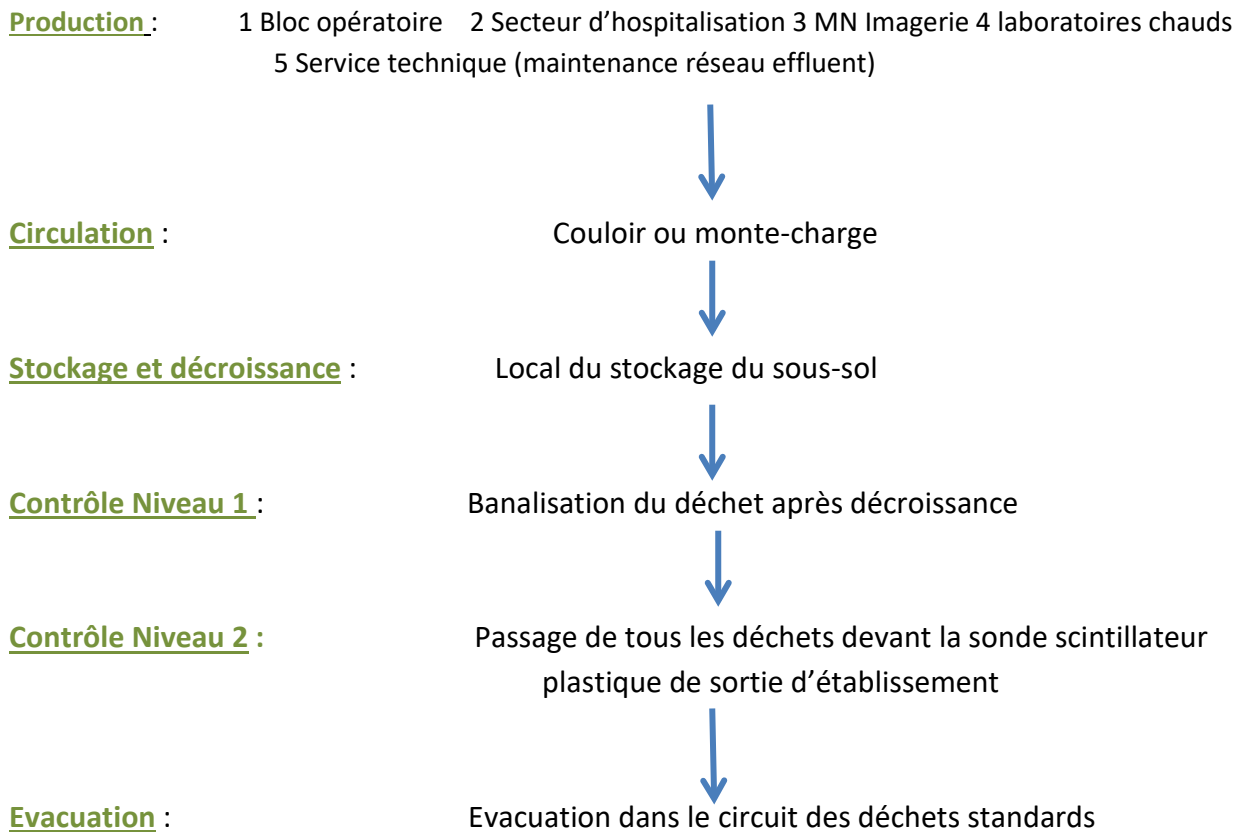 Production : 1 Bloc opératoire 2 Secteur d’hospitalisation 3 MN Imagerie 4 laboratoires chauds
5 Service technique (maintenance réseau effluent)
Circulation : Couloir ou monte-charge
Stockage et décroissance : Local du stockage du sous-sol
Contrôle Niveau 1 : Banalisation du déchet après décroissance
Contrôle Niveau 2 : Passage de tous les déchets devant la sonde scintillateur
plastique de sortie d’établissement
Evacuation : Evacuation dans le circuit des déchets standards